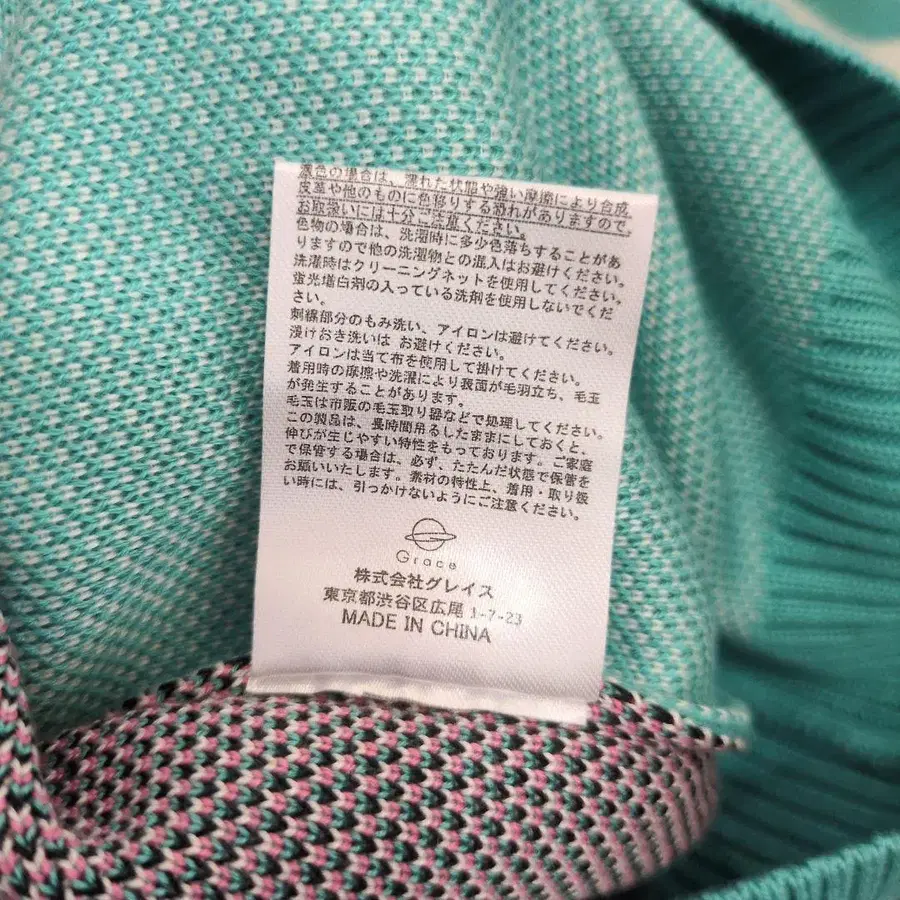 濃色の場合は、濡れた状態や強い摩擦により合成
皮革や他のものに色移りする恐れがありますので、
お取扱いには十分ご注意ください。
色物の場合は、洗濯時に多少色落ちすることがあ
りますので他の洗濯物との混入はお避けください。
洗濯時はクリーニングネットを使用してください。
蛍光増白剤の入っている洗剤を使用しないでくだ
さい。
刺繍部分のもみ洗い、アイロンは避けてください。
浸けおき洗いは お避けください。
アイロンは当て布を使用して掛けてください。
着用時の摩擦や洗濯により表面が毛羽立ち、毛玉
が発生することがあります。
毛玉は市販の毛玉取り器などで処理してください。
この製品は、長時間吊るしたままにしておくと、
伸びが生じやすい特性をもっております。ご家庭
で保管する場合は、必ず、たたんだ状態で保管を
お願いいたします。素材の特性上、着用・取り扱
い時には、引っかけないようにご注意ください。
Grace
株式会社グレイス
東京都渋谷区広尾 1-7-23
MADE IN CHINA